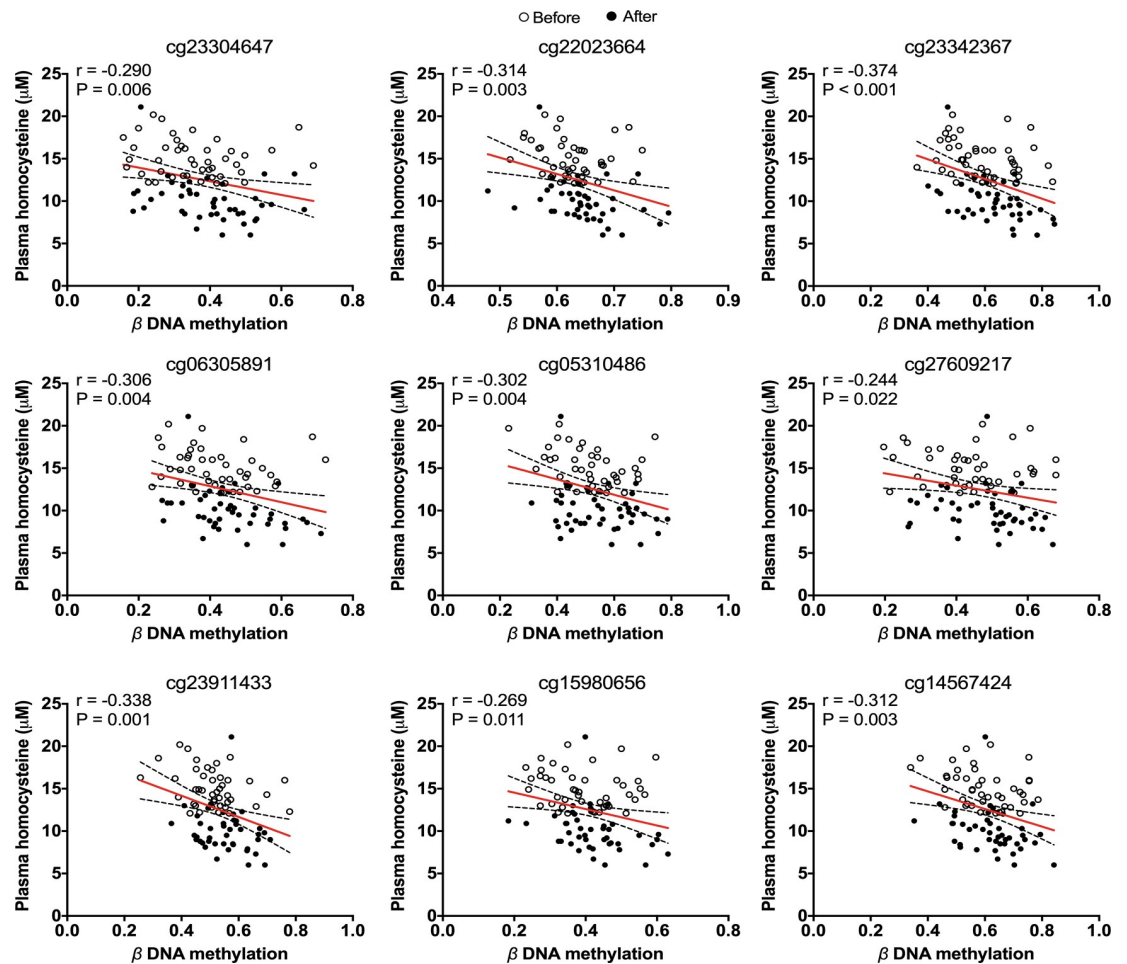 Before After
cg23304647
r = -0.290
P = 0.006
Plasma homocysteine (μM)
25
20
15
10
5
0
0.0 0.2 0.4 0.6 0.8
β DNA methylation
cg22023664
r = -0.314
P = 0.003
Plasma homocysteine (μM)
25
20
15
10
5
0
0.4 0.5 0.6 0.7 0.8 0.9
β DNA methylation
cg23342367
r = -0.374
P < 0.001
Plasma homocysteine (μM)
25
20
15
10
5
0
0.0 0.2 0.4 0.6 0.8 1.0
β DNA methylation
cg06305891
r = -0.306
P = 0.004
Plasma homocysteine (μM)
25
20
15
10
5
0
0.0 0.2 0.4 0.6 0.8
β DNA methylation
cg05310486
r = -0.302
P = 0.004
Plasma homocysteine (μM)
25
20
15
10
5
0
0.0 0.2 0.4 0.6 0.8 1.0
β DNA methylation
cg27609217
r = -0.244
P = 0.022
Plasma homocysteine (μM)
25
20
15
10
5
0
0.0 0.2 0.4 0.6 0.8
β DNA methylation
cg23911433
r = -0.338
P = 0.001
Plasma homocysteine (μM)
25
20
15
10
5
0
0.0 0.2 0.4 0.6 0.8 1.0
β DNA methylation
cg15980656
r = -0.269
P = 0.011
Plasma homocysteine (μM)
25
20
15
10
5
0
0.0 0.2 0.4 0.6 0.8
β DNA methylation
cg14567424
r = -0.312
P = 0.003
Plasma homocysteine (μM)
25
20
15
10
5
0
0.0 0.2 0.4 0.6 0.8 1.0
β DNA methylation